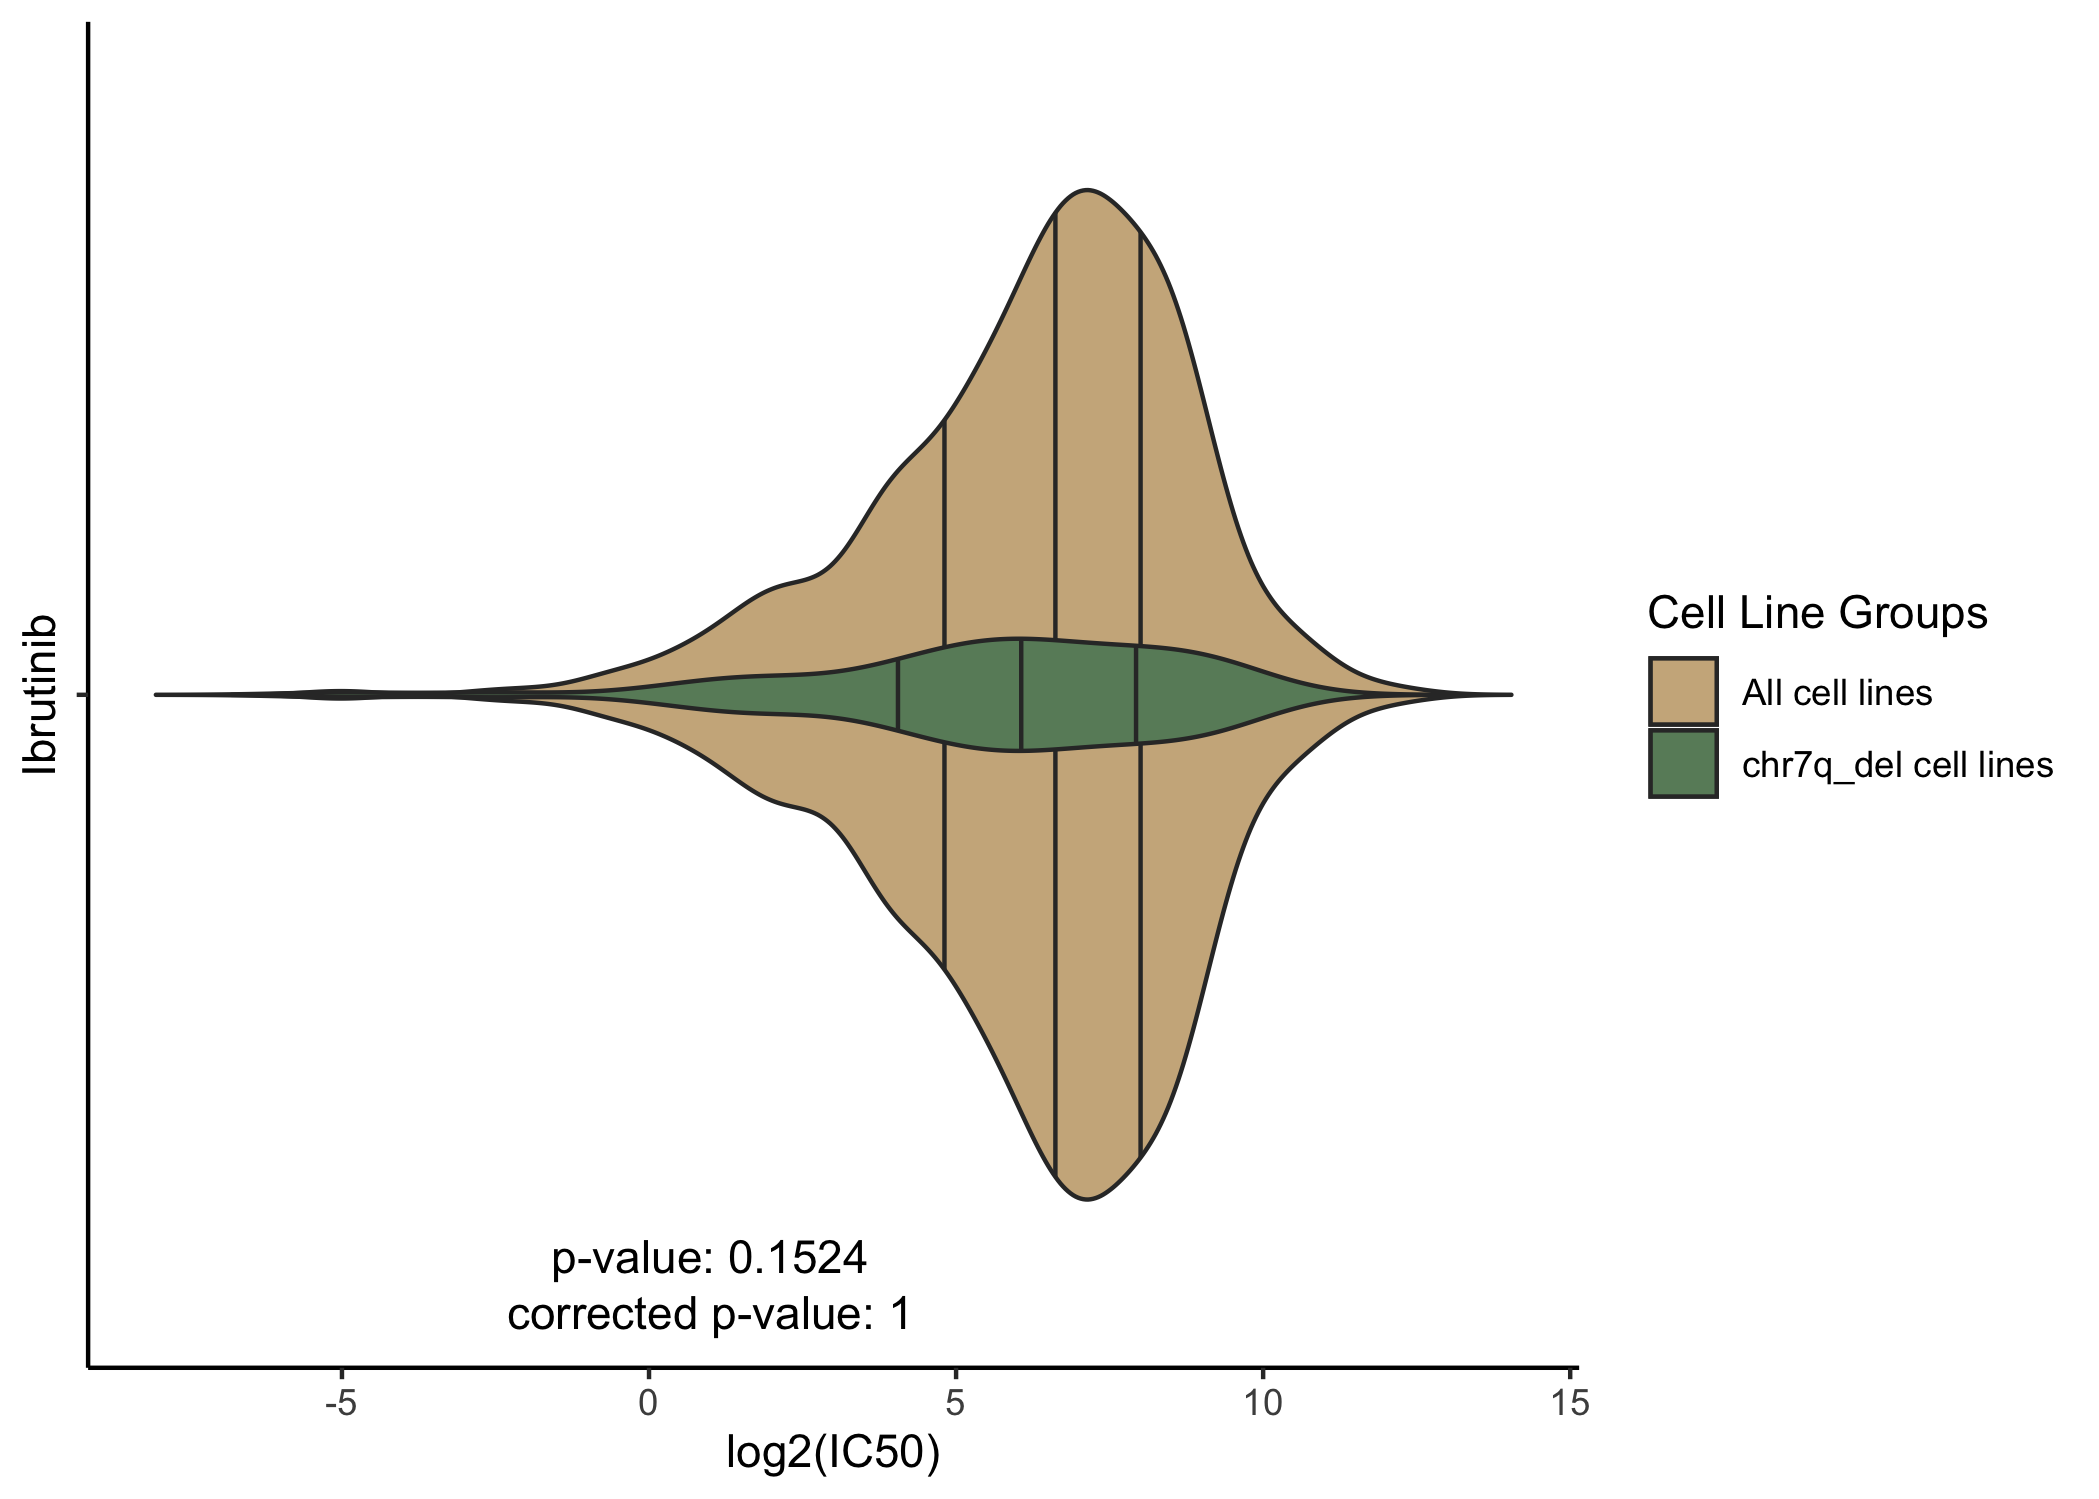 Ibrutinib
p-value: 0.1524
corrected p-value: 1
-5 0 5 10 15
log2(IC50)
Cell Line Groups
All cell lines
chr7q_del cell lines